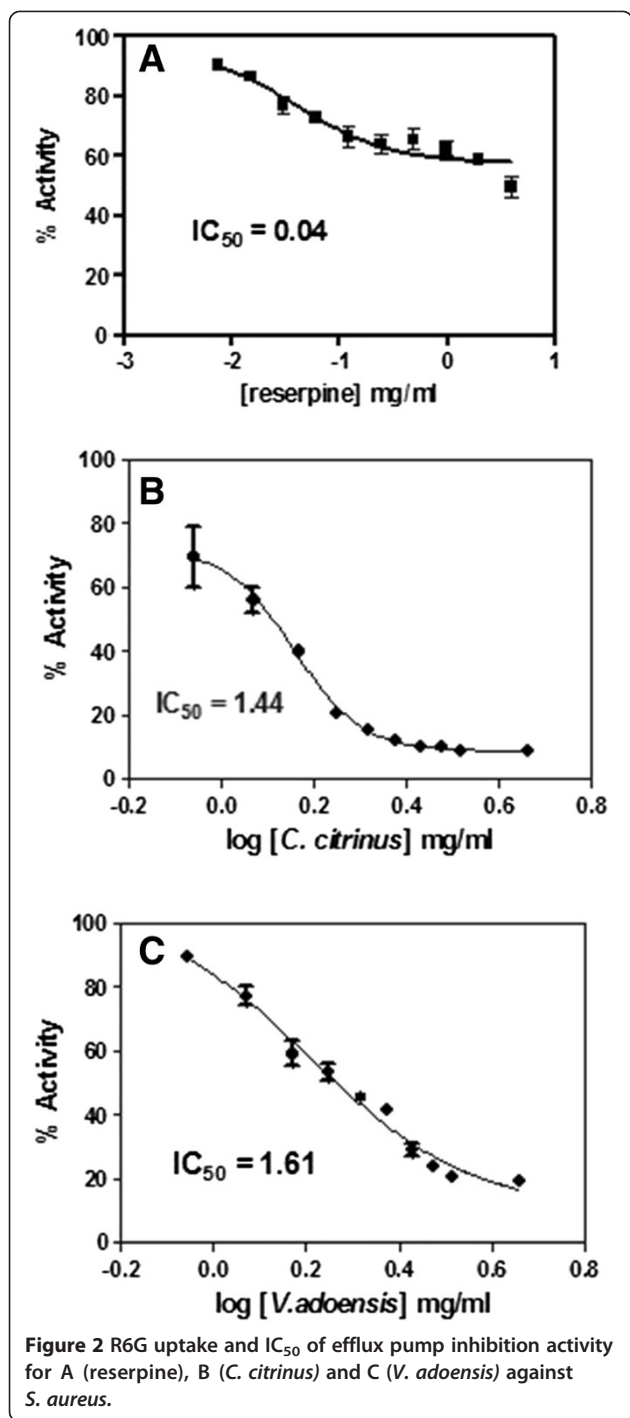 A
100
80
60
40
20
0
% Activity
IC₅₀ = 0.04
-3 -2 -1 0 1
[reserpine] mg/ml
B
100
80
60
40
20
0
% Activity
IC₅₀ = 1.44
-0.2 0.0 0.2 0.4 0.6 0.8
log [C. citrinus] mg/ml
C
100
80
60
40
20
0
% Activity
IC₅₀ = 1.61
-0.2 0.0 0.2 0.4 0.6 0.8
log [V.adoensis] mg/ml
Figure 2 R6G uptake and IC₅₀ of efflux pump inhibition activity
for A (reserpine), B (C. citrinus) and C (V. adoensis) against
S. aureus.